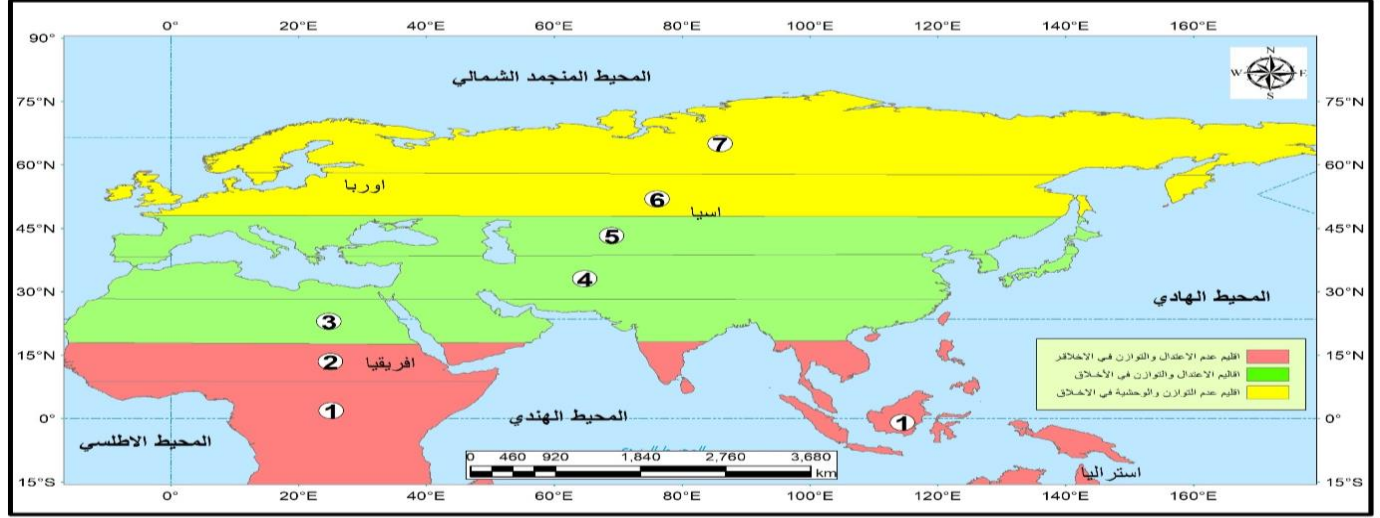 0° 20°E 40°E 60°E 80°E 100°E 120°E 140°E 160°E
90°
N
W E
S
المحيط المنجمد الشمالي
75°N 75°N
7
60°N 60°N
اوربا
6
اسيا
45°N 45°N
5
4
30°N 30°N
المحيط الهادي
3
15°N 15°N
2
افريقيا
اقليم عدم الاعتدال والتوازن في الاخلاقر
اقاليم الاعتدال والتوازن في الأخلاق
اقليم عدم التوازن والوحشية في الاخلاق
1 1
0° 0°
المحيط الهندي
المحيط الاطلسي
0 460 920 1,840 2,760 3,680
km
استراليا
15°S 15°S
0° 20°E 40°E 60°E 80°E 100°E 120°E 140°E 160°E